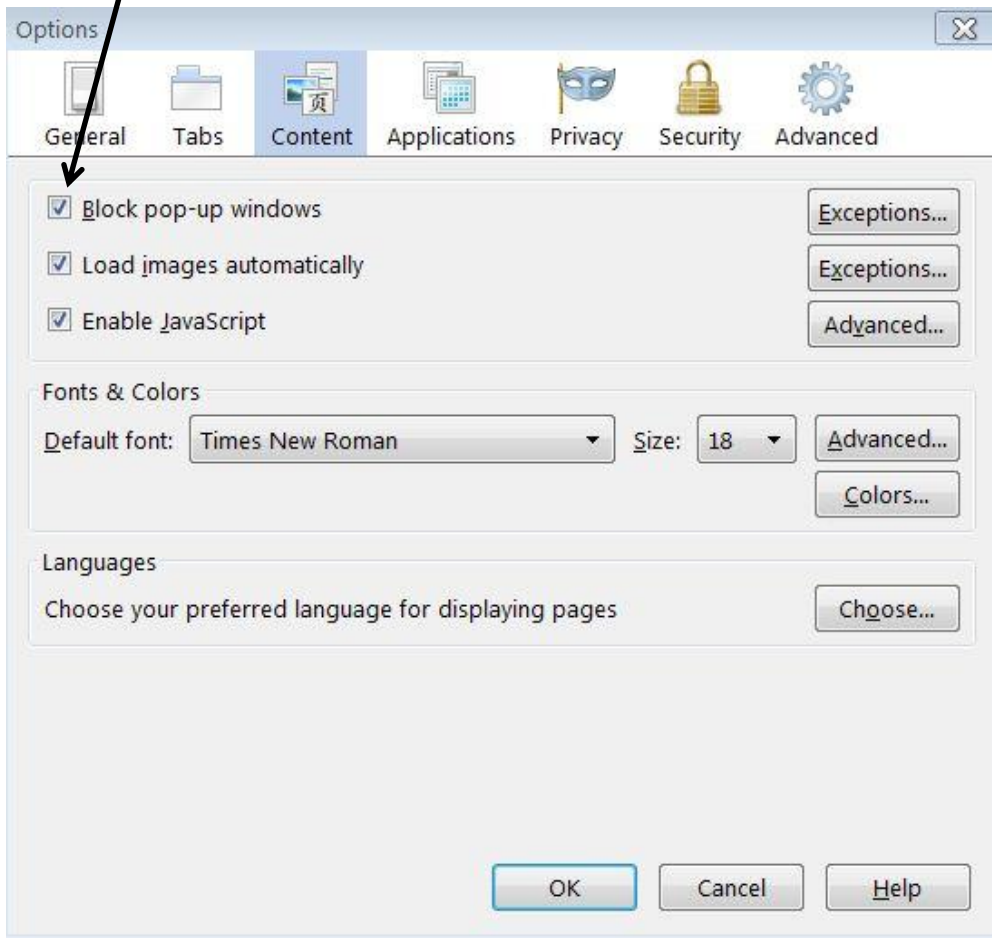 Options
General Tabs Content Applications Privacy Security Advanced
页
Block pop-up windows Exceptions...
Load images automatically Exceptions...
Enable JavaScript Advanced...
Fonts & Colors
Default font: Times New Roman Size: 18 Advanced...
Colors...
Languages
Choose your preferred language for displaying pages Choose...
OK Cancel Help